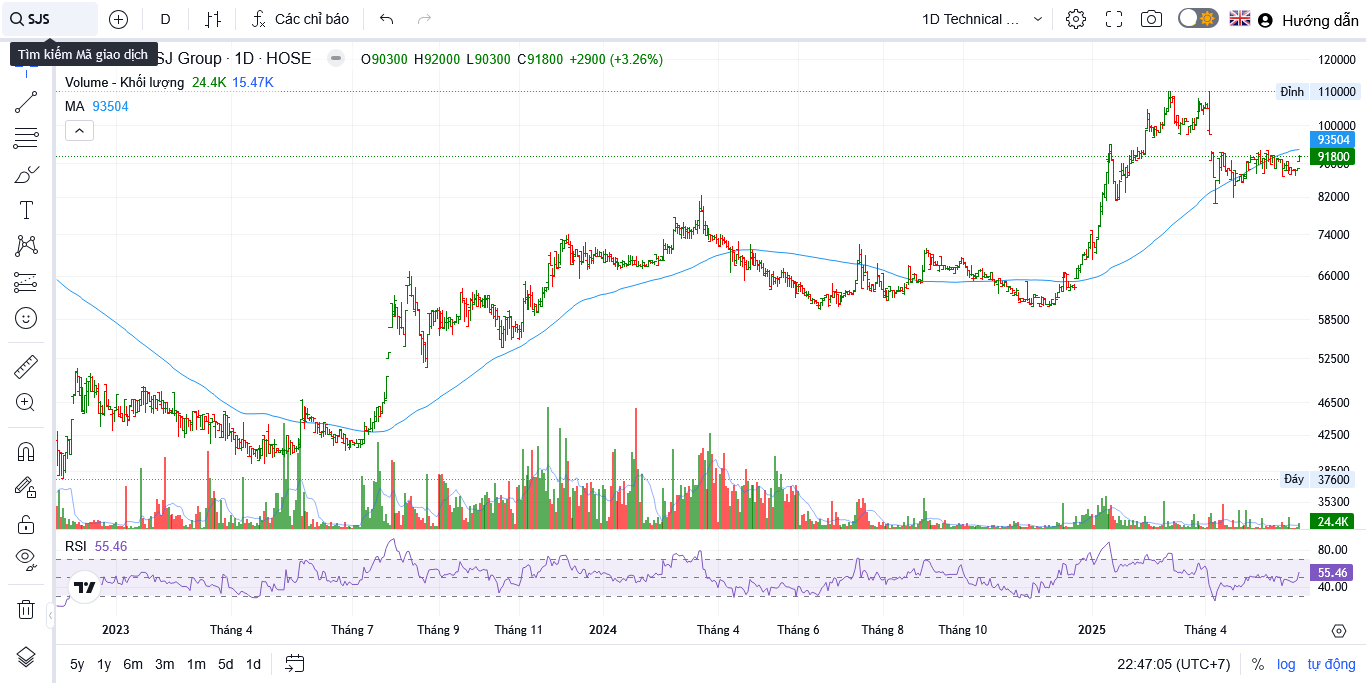 SJS
D
Các chỉ báo
1D Technical ...
Hướng dẫn
Tìm kiếm Mã giao dịch
SJ Group · 1D · HOSE
O90300 H92000 L90300 C91800 +2900 (+3.26%)
Volume - Khối lượng 24.4K 15.47K
MA 93504
120000
Đỉnh 110000
100000
93504
91800
82000
74000
66000
58500
52500
46500
42500
38500
Đáy 37600
35300
24.4K
RSI 55.46
80.00
55.46
40.00
2023 Tháng 4 Tháng 7 Tháng 9 Tháng 11 2024 Tháng 4 Tháng 6 Tháng 8 Tháng 10 2025 Tháng 4
5y 1y 6m 3m 1m 5d 1d
22:47:05 (UTC+7) % log tự động